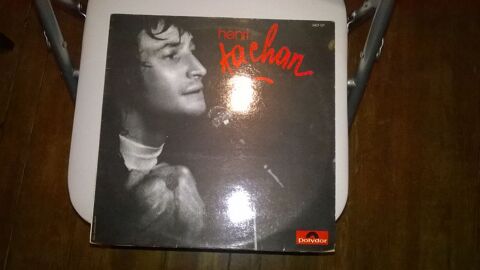 henri
tachan
Polydor